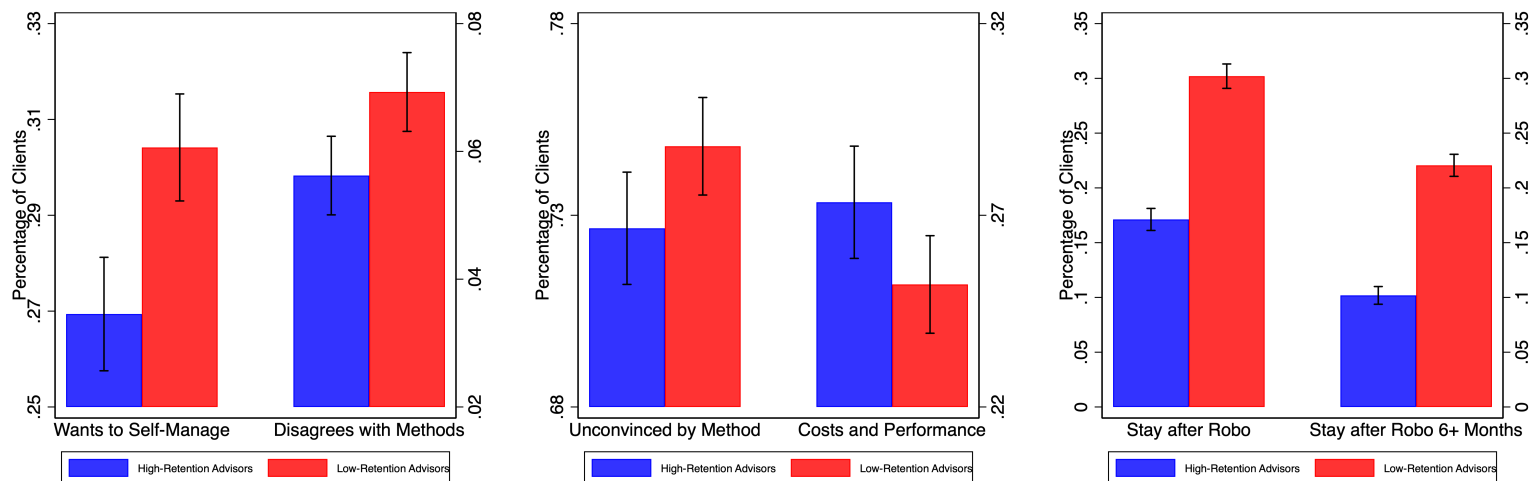 Percentage of Clients
.25 .27 .29 .31 .33
.02 .04 .06 .08
Wants to Self-Manage Disagrees with Methods
High-Retention Advisors Low-Retention Advisors
Percentage of Clients
.68 .73 .78
.22 .27 .32
Unconvinced by Method Costs and Performance
High-Retention Advisors Low-Retention Advisors
Percentage of Clients
0 .05 .1 .15 .2 .25 .3 .35
0 .05 .1 .15 .2 .25 .3 .35
Stay after Robo Stay after Robo 6+ Months
High-Retention Advisors Low-Retention Advisors